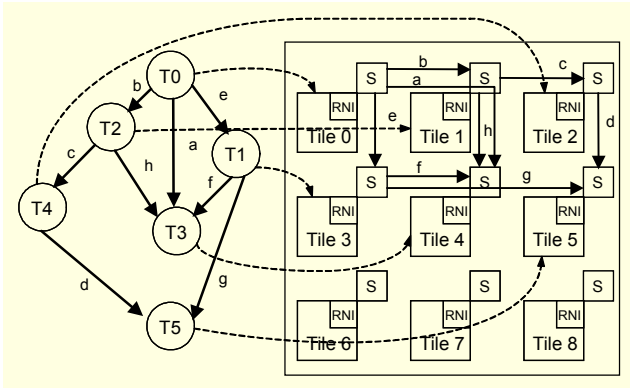 T0
b
e
T2
a
T1
c
h
f
T4
T3
g
d
T5
S
b
a
S
c
S
RNI
Tile 0
e
RNI
Tile 1
h
RNI
Tile 2
d
S
f
S
g
S
RNI
Tile 3
RNI
Tile 4
RNI
Tile 5
S
S
S
RNI
Tile 6
RNI
Tile 7
RNI
Tile 8